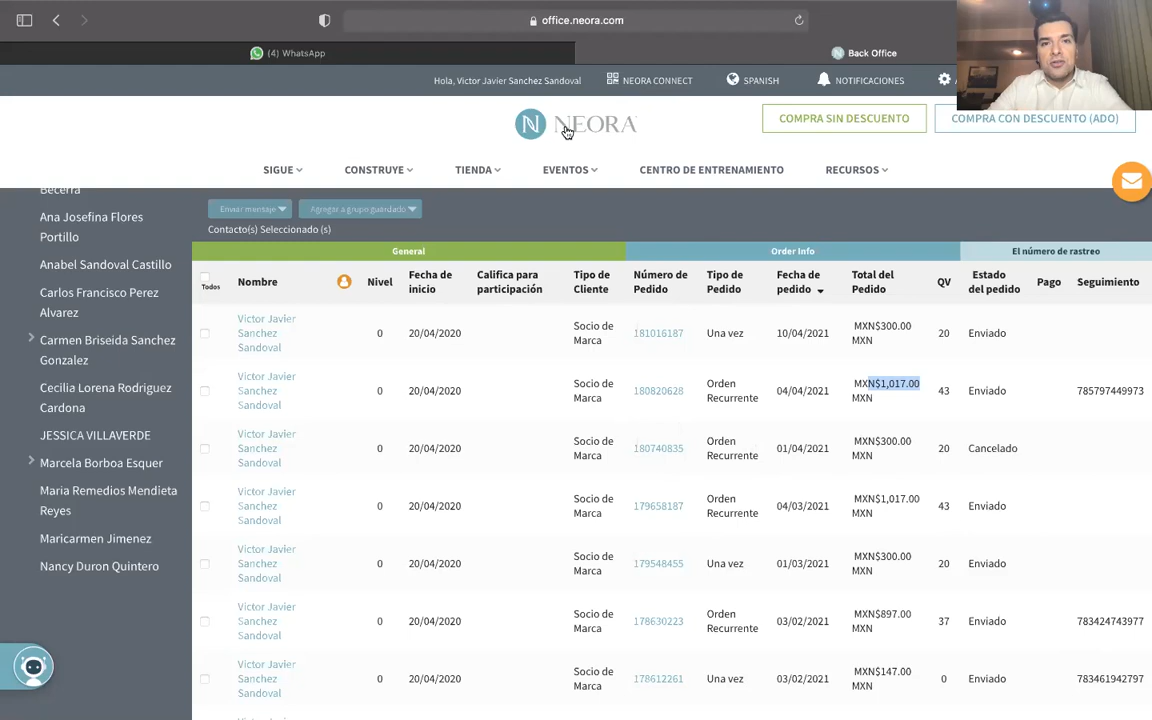 office.neora.com
(4) WhatsApp
Back Office
Hola, Victor Javier Sanchez Sandoval
NEORA CONNECT
SPANISH
NOTIFICACIONES
N NEORA
COMPRA SIN DESCUENTO
COMPRA CON DESCUENTO (ADO)
SIGUE
CONSTRUYE
TIENDA
EVENTOS
CENTRO DE ENTRENAMIENTO
RECURSOS
Becerra
Ana Josefina Flores
Portillo
Anabel Sandoval Castillo
Carlos Francisco Perez
Alvarez
Carmen Briseida Sanchez
Gonzalez
Cecilia Lorena Rodriguez
Cardona
JESSICA VILLAVERDE
Marcela Borboa Esquer
Maria Remedios Mendieta
Reyes
Maricarmen Jimenez
Nancy Duron Quintero
Enviar mensaje
Agregar a grupo guardado
Contacto(s) Seleccionado (s)
General
Order Info
El número de rastreo
Todos
Nombre
Nivel
Fecha de
inicio
Califica para
participación
Tipo de
Cliente
Número de
Pedido
Tipo de
Pedido
Fecha de
pedido
Total del
Pedido
QV
Estado
del pedido
Pago
Seguimiento
Victor Javier
Sanchez
Sandoval
0
20/04/2020
Socio de
Marca
181016187
Una vez
10/04/2021
MXN$300.00
MXN
20
Enviado
Victor Javier
Sanchez
Sandoval
0
20/04/2020
Socio de
Marca
180820628
Orden
Recurrente
04/04/2021
MXN$1,017.00
MXN
43
Enviado
785797449973
Victor Javier
Sanchez
Sandoval
0
20/04/2020
Socio de
Marca
180740835
Orden
Recurrente
01/04/2021
MXN$300.00
MXN
20
Cancelado
Victor Javier
Sanchez
Sandoval
0
20/04/2020
Socio de
Marca
179658187
Orden
Recurrente
04/03/2021
MXN$1,017.00
MXN
43
Enviado
Victor Javier
Sanchez
Sandoval
0
20/04/2020
Socio de
Marca
179548455
Una vez
01/03/2021
MXN$300.00
MXN
20
Enviado
Victor Javier
Sanchez
Sandoval
0
20/04/2020
Socio de
Marca
178630223
Orden
Recurrente
03/02/2021
MXN$897.00
MXN
37
Enviado
783424743977
Victor Javier
Sanchez
Sandoval
0
20/04/2020
Socio de
Marca
178612261
Una vez
03/02/2021
MXN$147.00
MXN
0
Enviado
783461942797